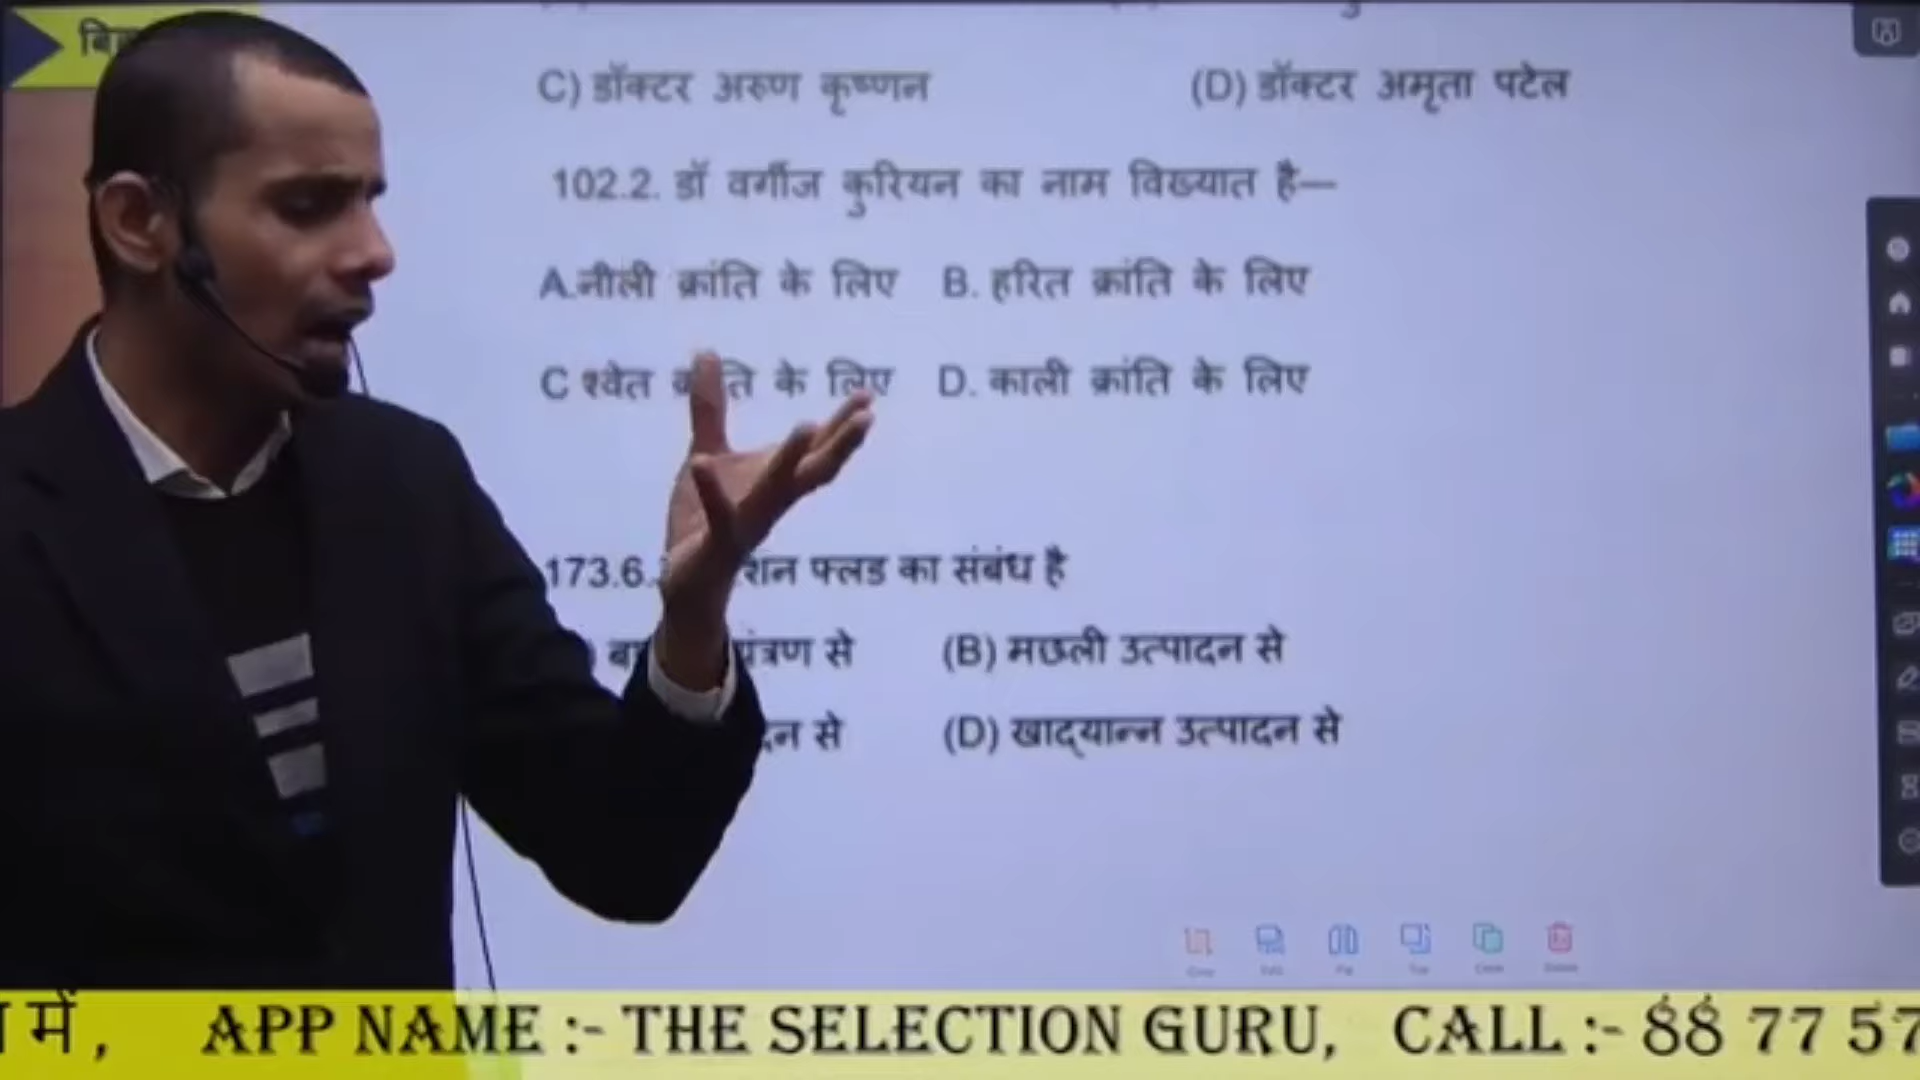 C) डॉक्टर अरुण कृष्णन (D) डॉक्टर अमृता पटेल
102.2. डॉ वर्गीज कुरियन का नाम विख्यात है—
A.नीली क्रांति के लिए B. हरित क्रांति के लिए
C श्वेत के लिए D. काली क्रांति के लिए
173.6. फ्लड का संबंध है
से (B) मछली उत्पादन से
से (D) खाद्यान्न उत्पादन से
में, APP NAME :- THE SELECTION GURU, CALL :- 88 77 57